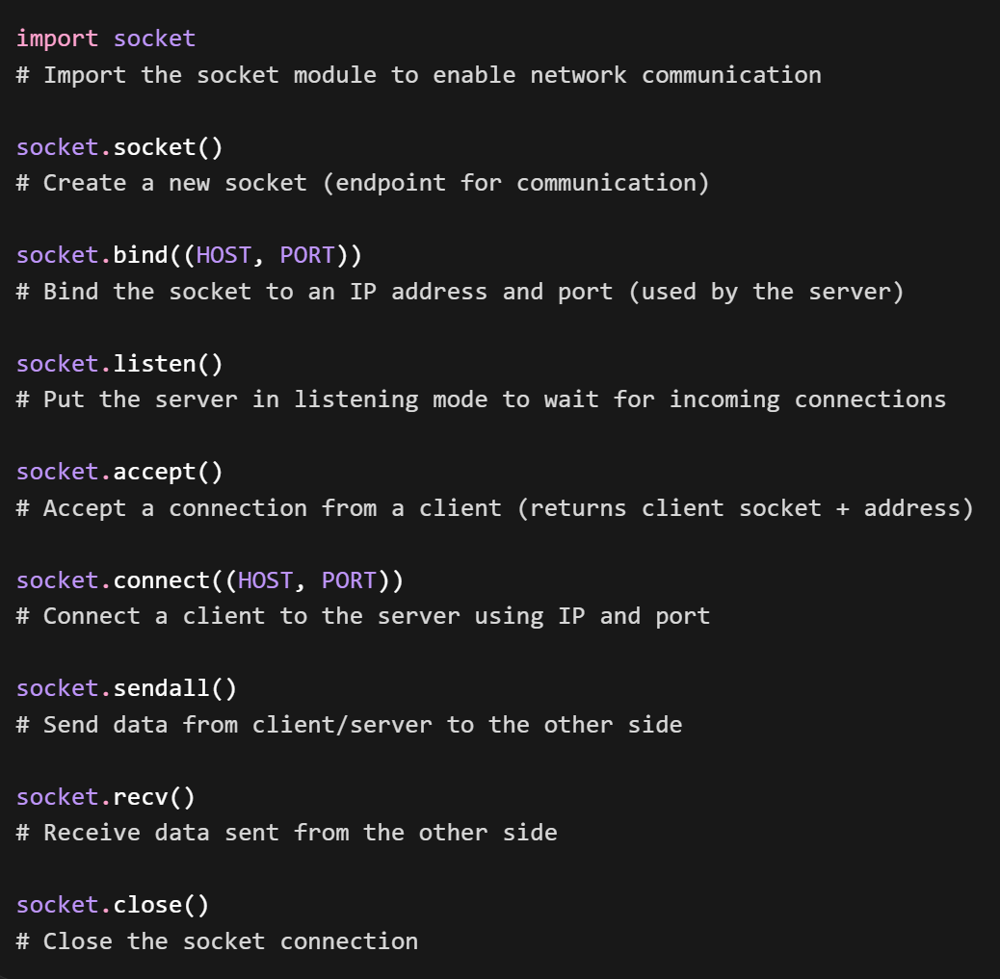 import socket
# Import the socket module to enable network communication
socket.socket()
# Create a new socket (endpoint for communication)
socket.bind((HOST, PORT))
# Bind the socket to an IP address and port (used by the server)
socket.listen()
# Put the server in listening mode to wait for incoming connections
socket.accept()
# Accept a connection from a client (returns client socket + address)
socket.connect((HOST, PORT))
# Connect a client to the server using IP and port
socket.sendall()
# Send data from client/server to the other side
socket.recv()
# Receive data sent from the other side
socket.close()
# Close the socket connection